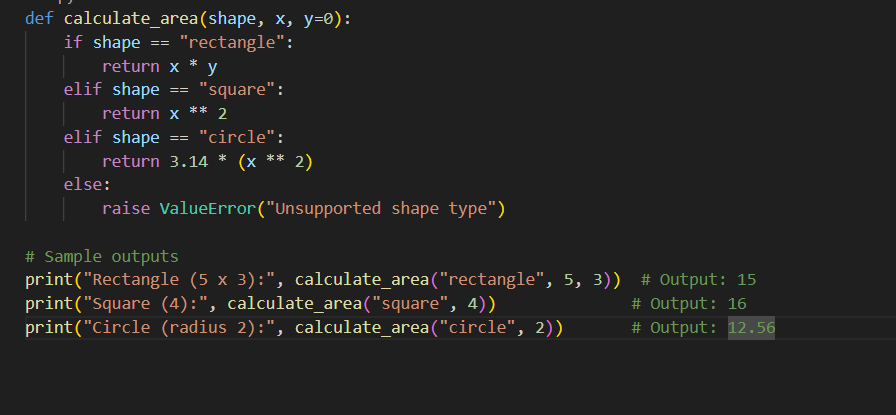 def calculate_area(shape, x, y=0):
    if shape == "rectangle":
        return x * y
    elif shape == "square":
        return x ** 2
    elif shape == "circle":
        return 3.14 * (x ** 2)
    else:
        raise ValueError("Unsupported shape type")

# Sample outputs
print("Rectangle (5 x 3):", calculate_area("rectangle", 5, 3))  # Output: 15
print("Square (4):", calculate_area("square", 4))              # Output: 16
print("Circle (radius 2):", calculate_area("circle", 2))       # Output: 12.56